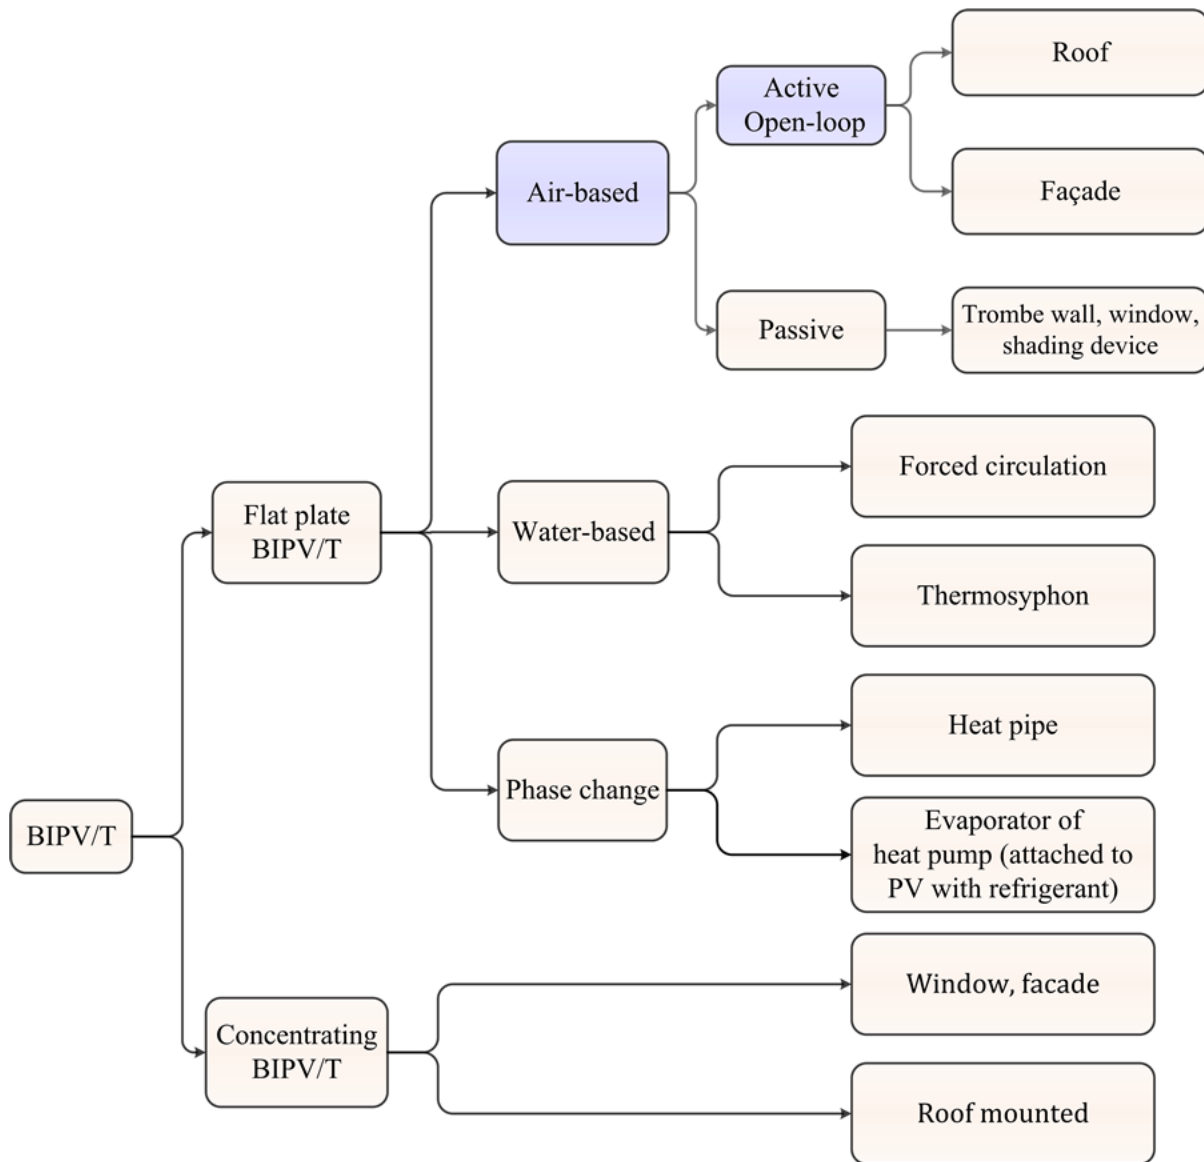 Roof
Active
Open-loop
Façade
Air-based
Passive
Trombe wall, window,
shading device
Forced circulation
Flat plate
BIPV/T
Water-based
Thermosyphon
Heat pipe
Phase change
BIPV/T
Evaporator of
heat pump (attached to
PV with refrigerant)
Window, facade
Concentrating
BIPV/T
Roof mounted